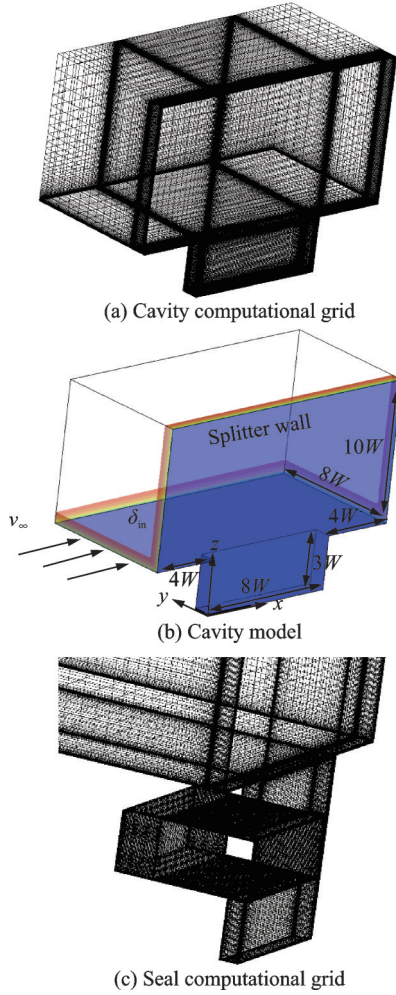 (a) Cavity computational grid
Splitter wall
10W
8W
δin
v∞
4W
z
3W
4W
8W
y
x
(b) Cavity model
(c) Seal computational grid